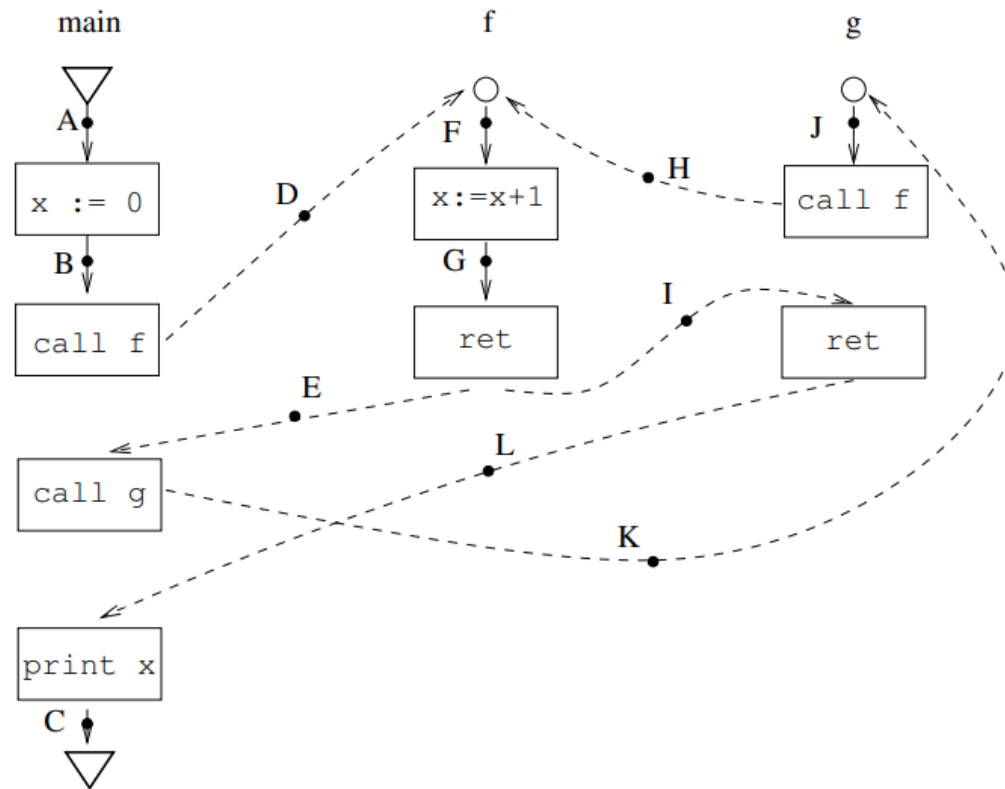 main f g
A F J
x := 0 D x:=x+1 H call f
B G I
call f ret ret
E
L
call g
K
print x
C